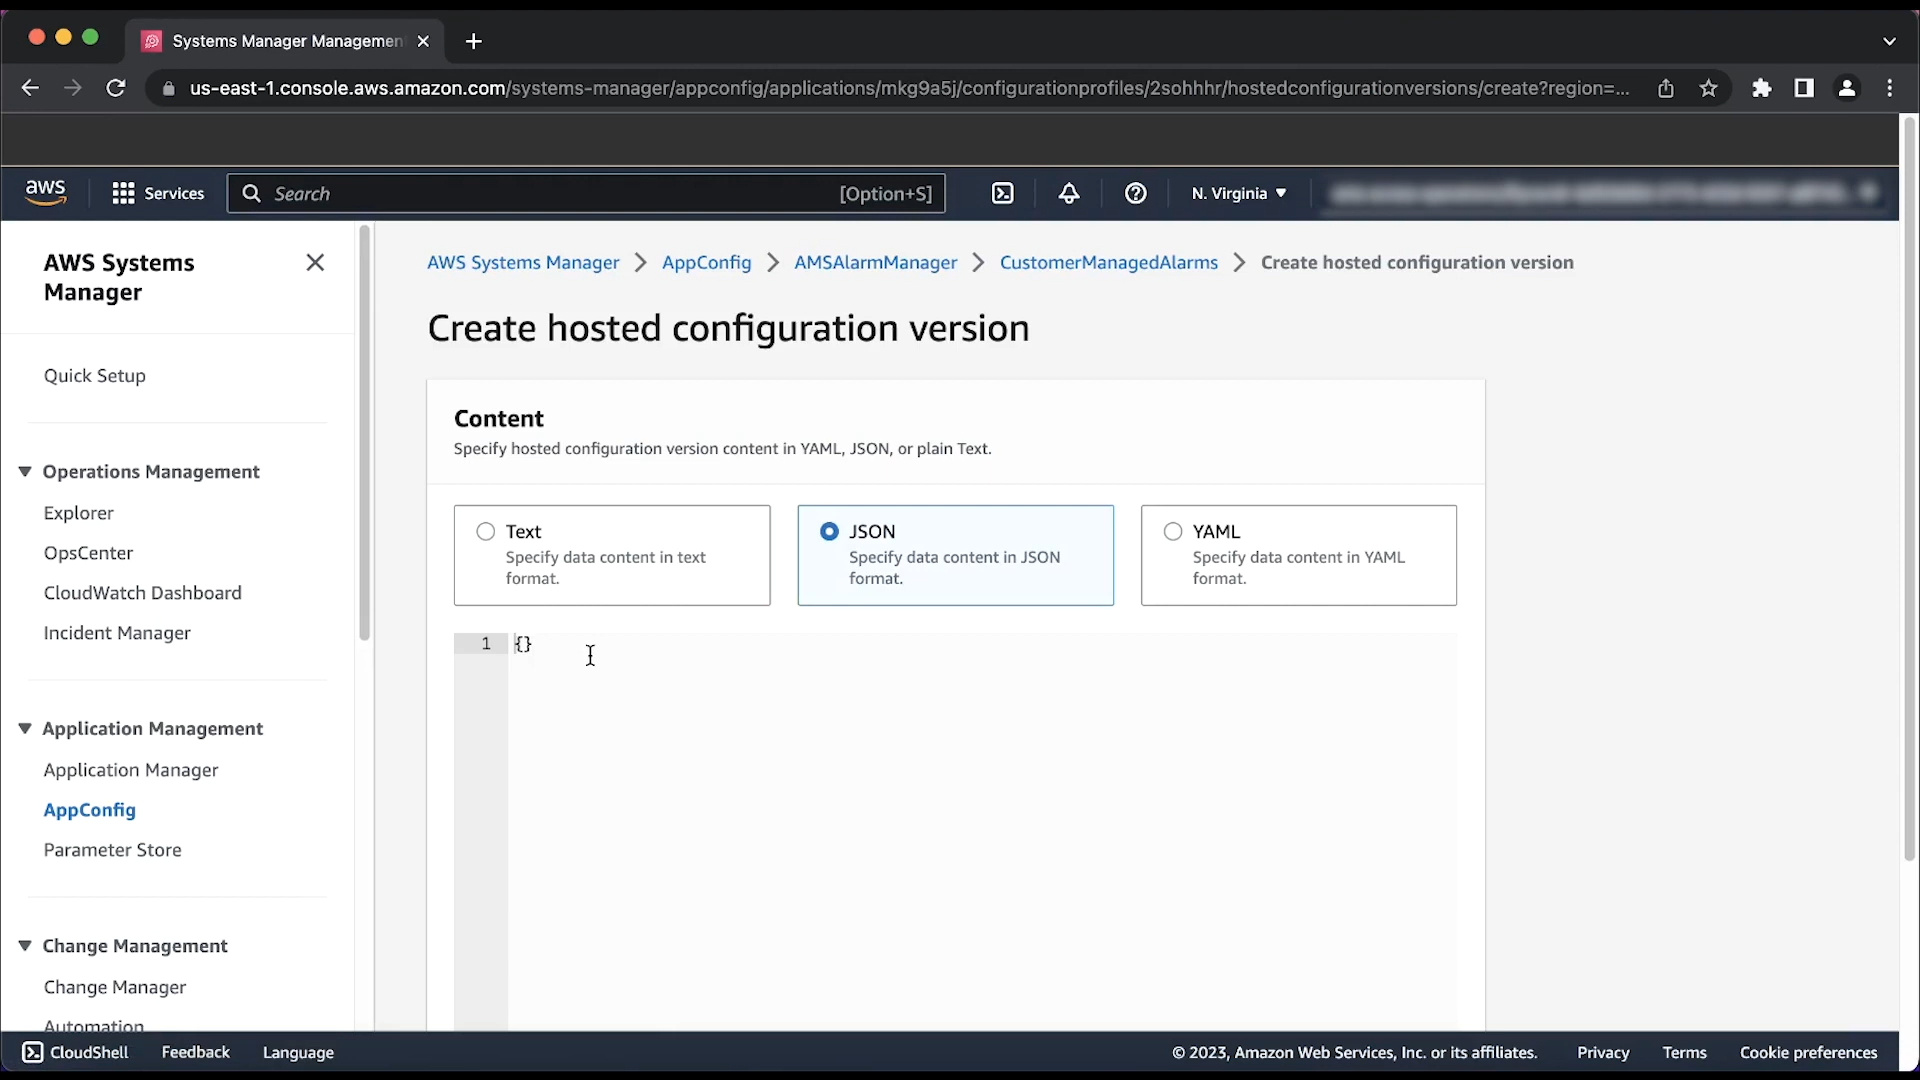 Systems Manager Managemen
us-east-1.console.aws.amazon.com/systems-manager/appconfig/applications/mkg9a5j/configurationprofiles/2sohhhr/hostedconfigurationversions/create?region=...
aws
Services
Search
[Option+S]
N. Virginia
AWS Systems Manager
Quick Setup
Operations Management
Explorer
OpsCenter
CloudWatch Dashboard
Incident Manager
Application Management
Application Manager
AppConfig
Parameter Store
Change Management
Change Manager
Automation
AWS Systems Manager > AppConfig > AMSAlarmManager > CustomerManagedAlarms > Create hosted configuration version
Create hosted configuration version
Content
Specify hosted configuration version content in YAML, JSON, or plain Text.
Text
Specify data content in text
format.
JSON
Specify data content in JSON
format.
YAML
Specify data content in YAML
format.
1 {}
CloudShell
Feedback
Language
© 2023, Amazon Web Services, Inc. or its affiliates.
Privacy
Terms
Cookie preferences